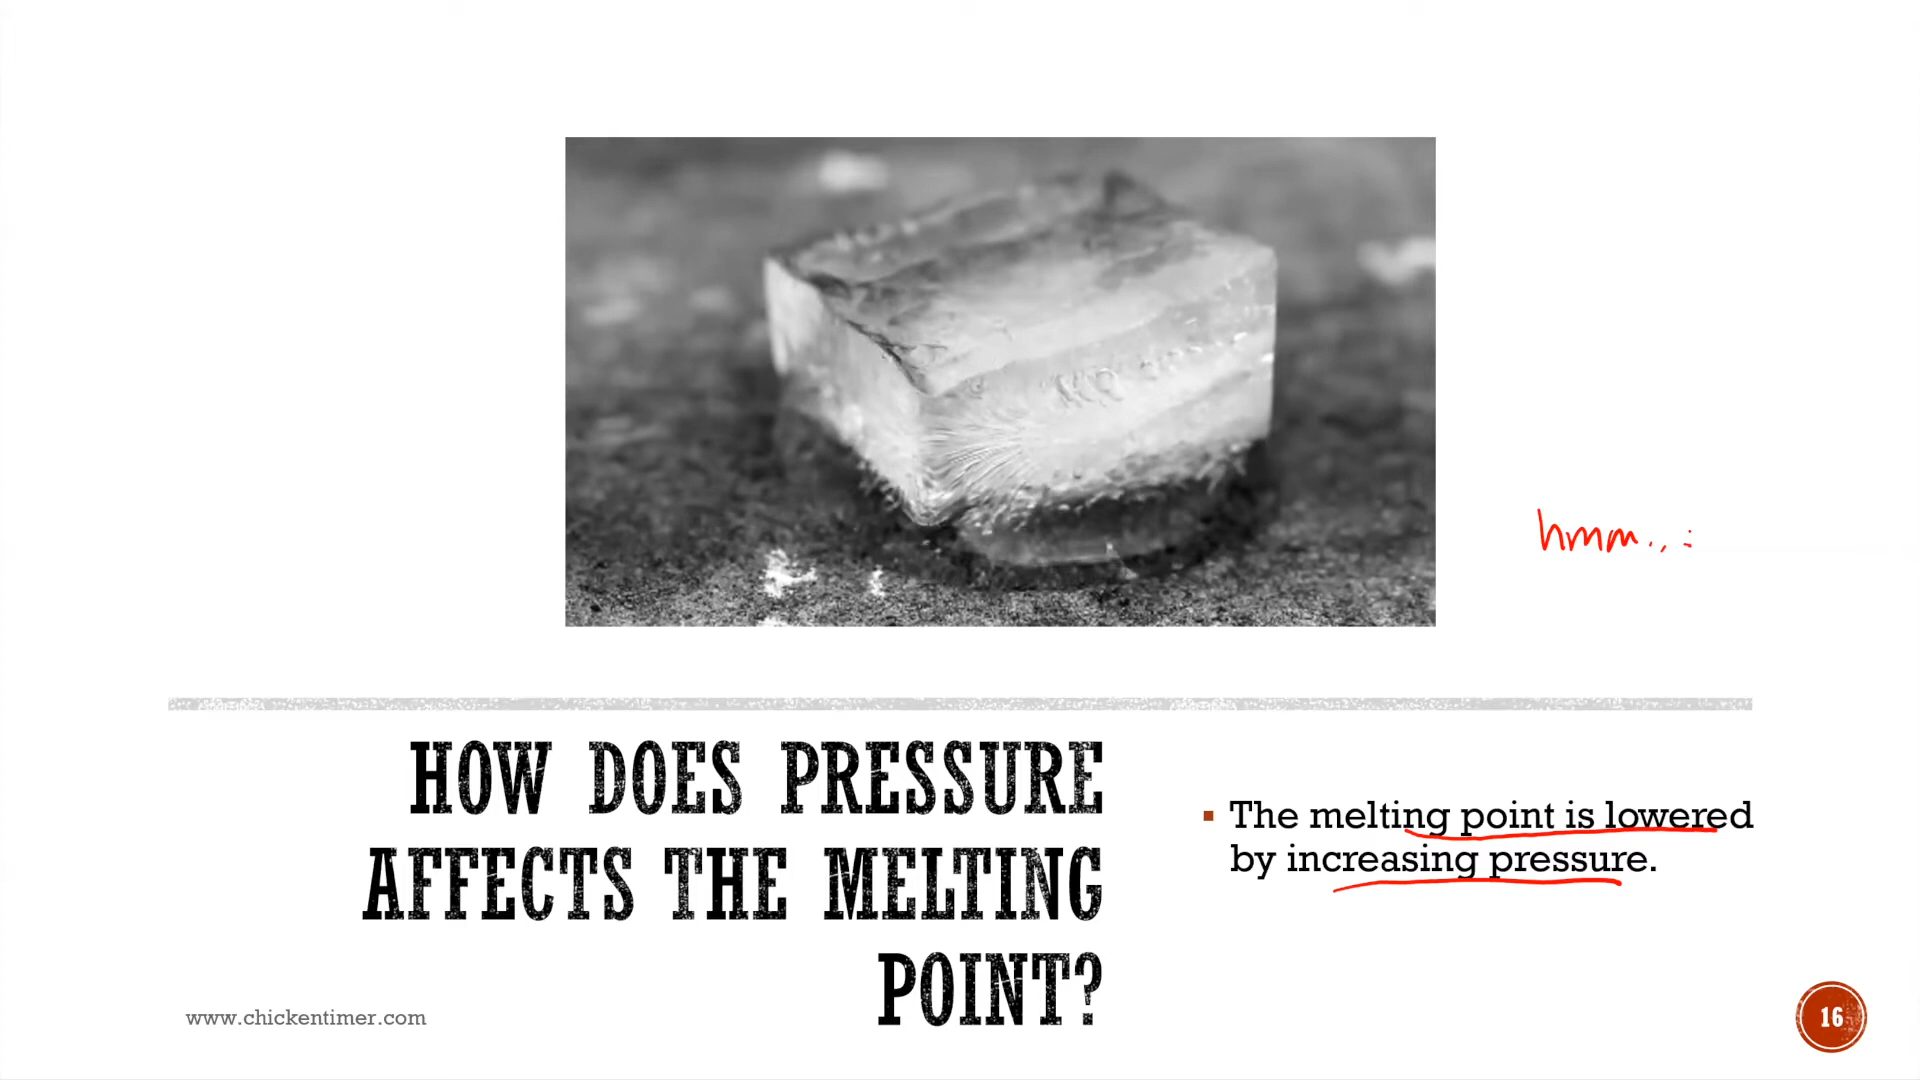 hmm...
HOW DOES PRESSURE
AFFECTS THE MELTING
POINT?
▪ The melting point is lowered
by increasing pressure.
www.chickentimer.com
16